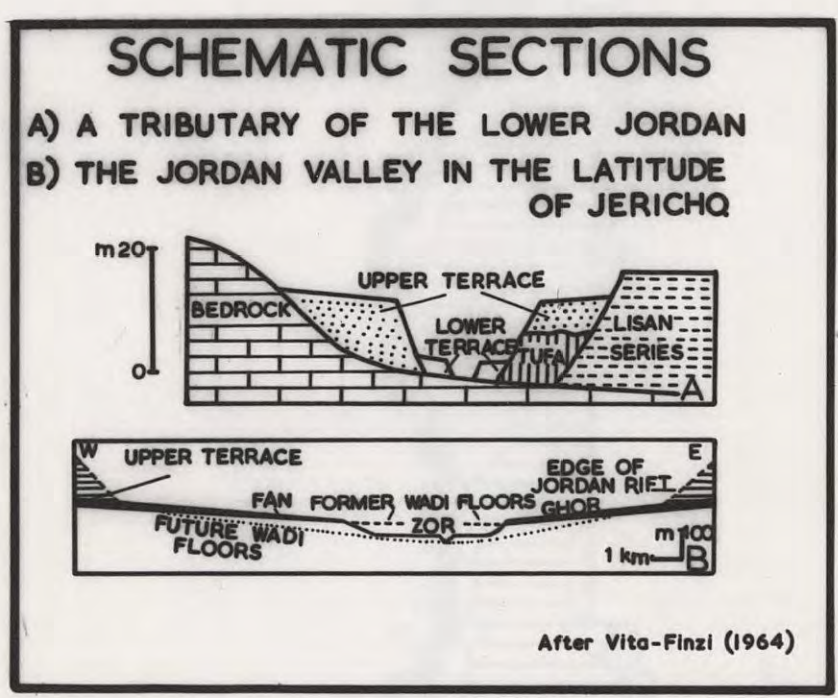 SCHEMATIC SECTIONS
A) A TRIBUTARY OF THE LOWER JORDAN
B) THE JORDAN VALLEY IN THE LATITUDE
OF JERICHO
m20
0
UPPER TERRACE
BEDROCK
LOWER
TERRACE
TUFA
LISAN
SERIES
A
W
E
UPPER TERRACE
EDGE OF
JORDAN RIFT
FAN
FORMER WADI FLOORS
GHOR
ZOR
FUTURE WADI
FLOORS
m 100
1 km
B
After Vita-Finzi (1964)